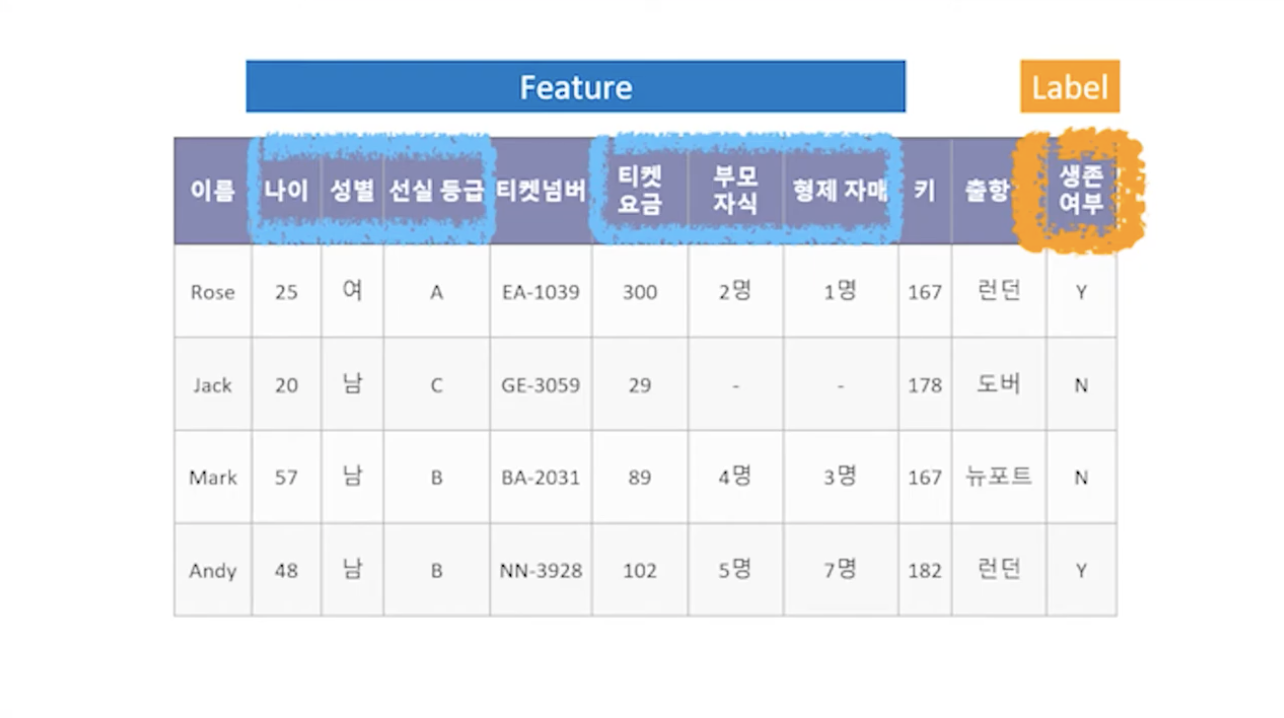 Feature Label
이름 나이 성별 선실 등급 티켓넘버 티켓 요금 부모 자식 형제 자매 키 출항 생존 여부
Rose 25 여 A EA-1039 300 2명 1명 167 런던 Y
Jack 20 남 C GE-3059 29 - - 178 도버 N
Mark 57 남 B BA-2031 89 4명 3명 167 뉴포트 N
Andy 48 남 B NN-3928 102 5명 7명 182 런던 Y